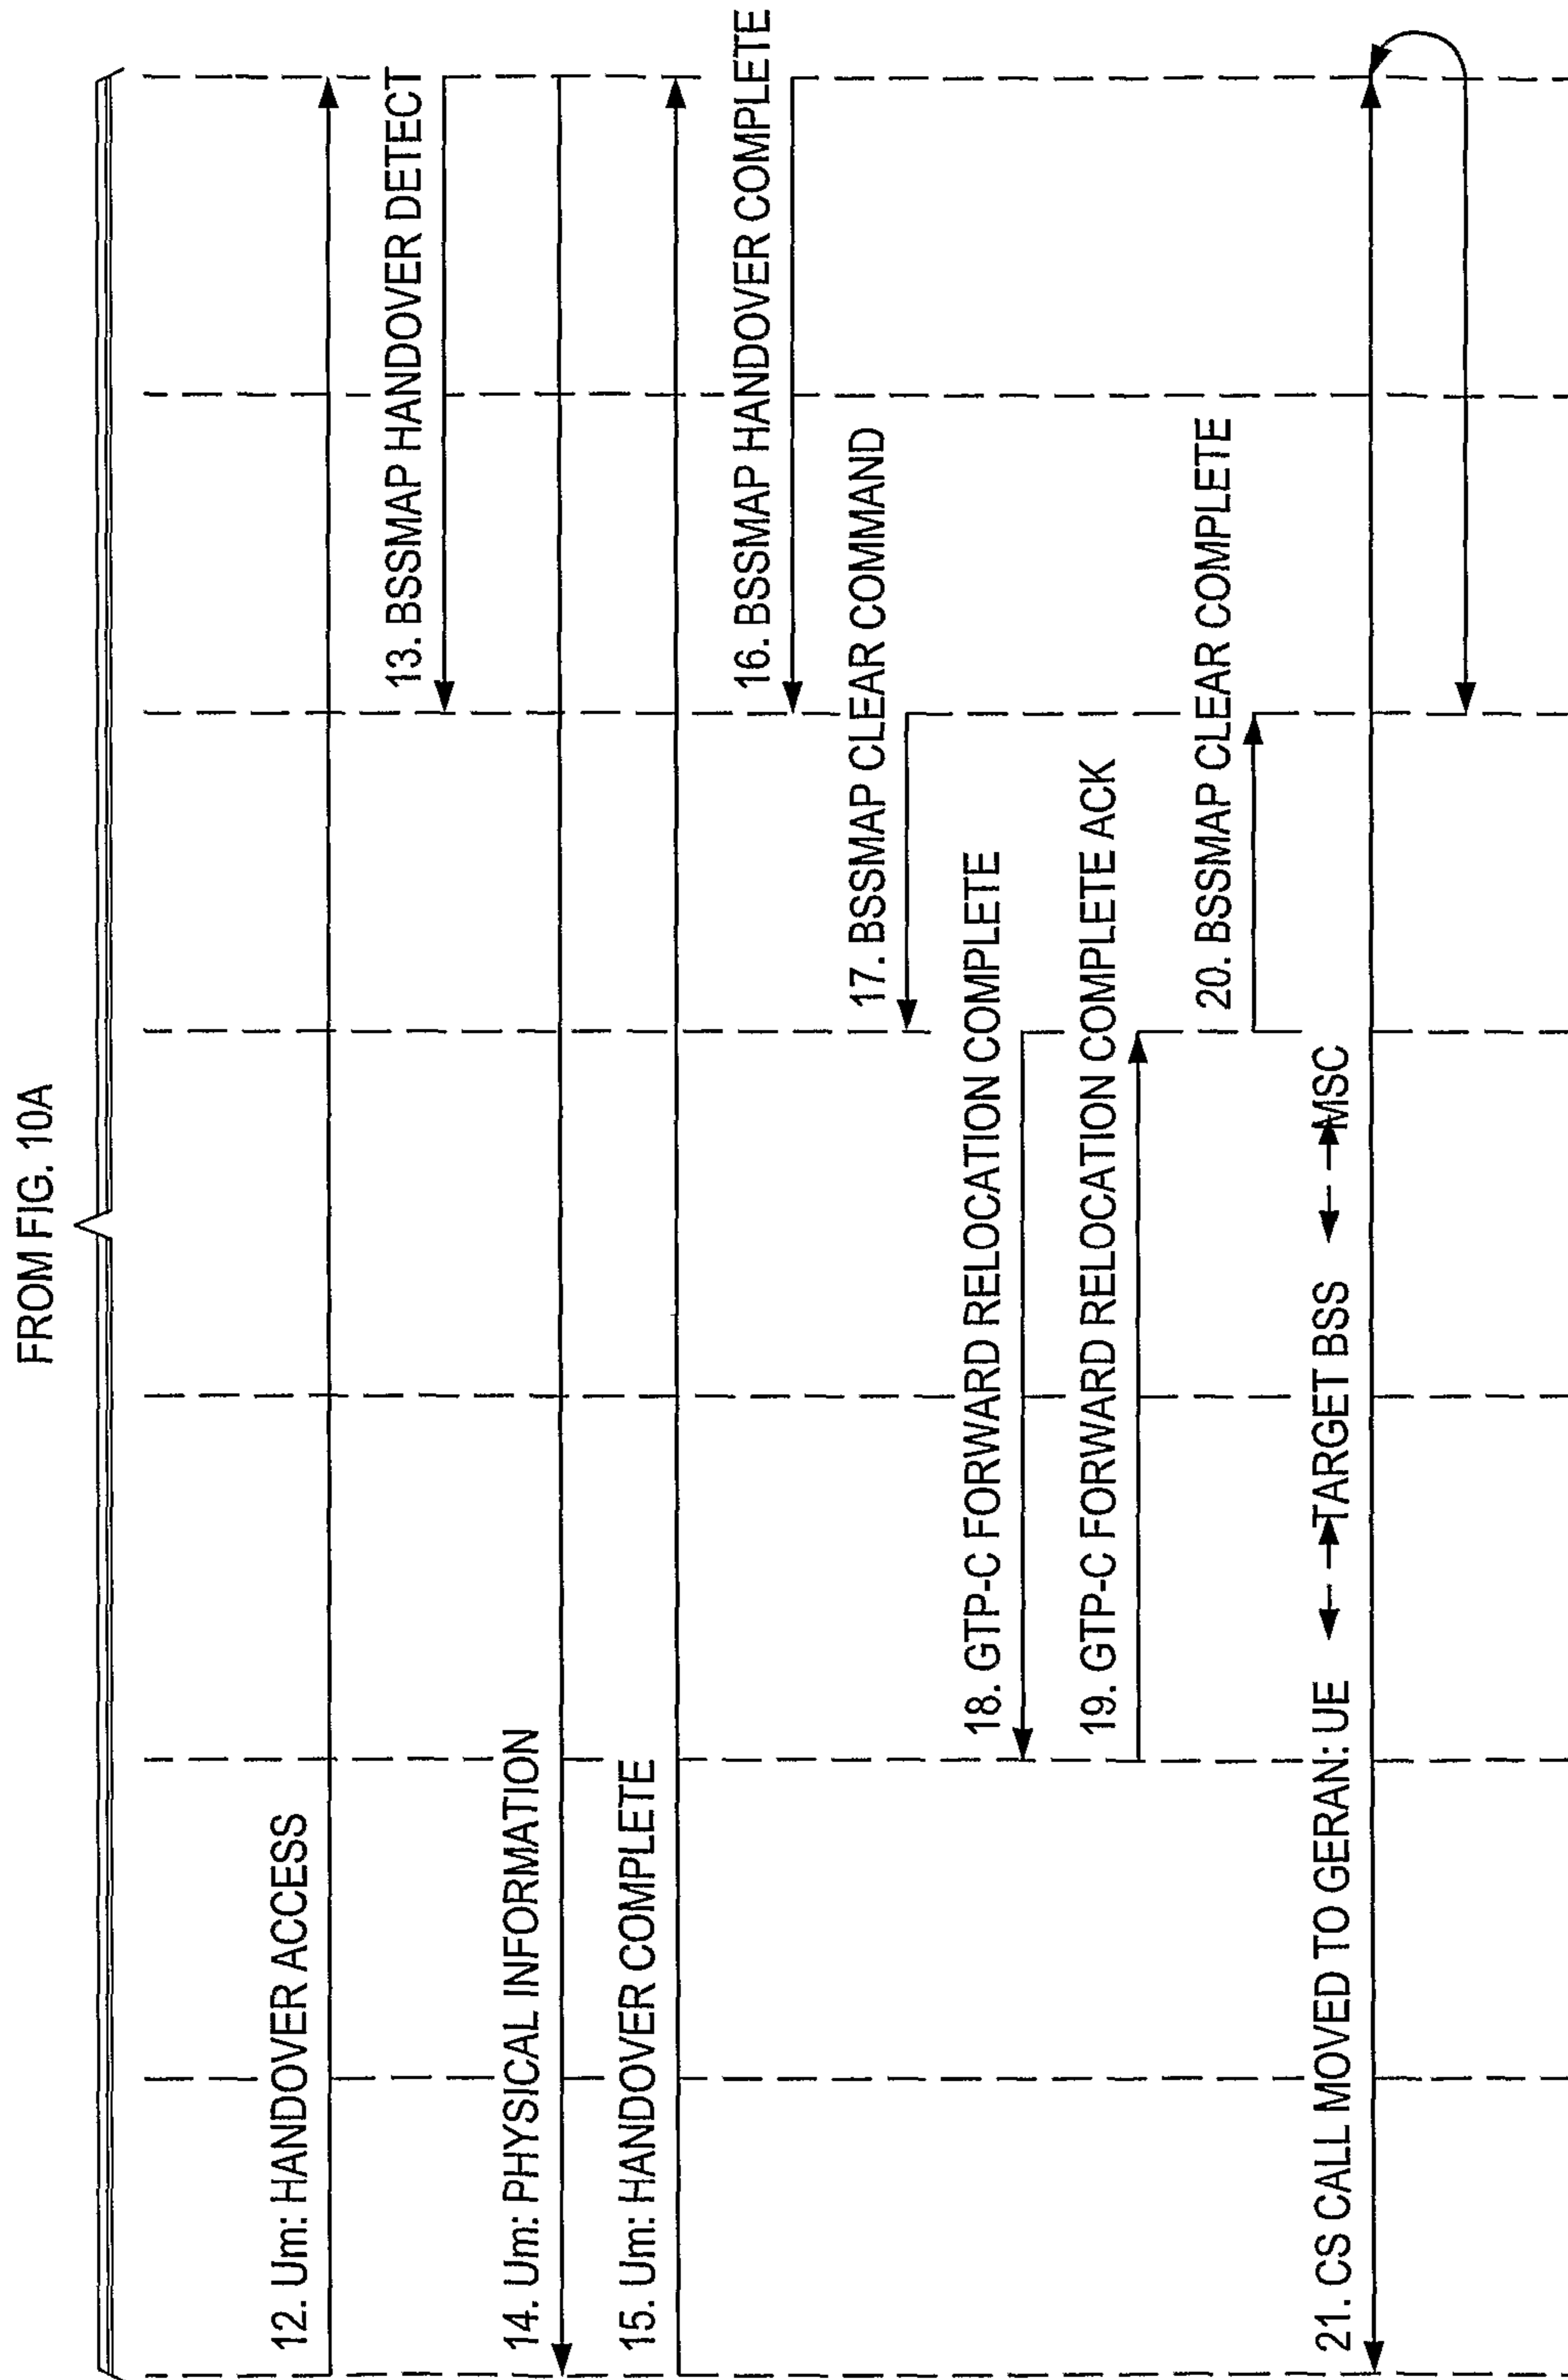 FROM FIG. 10A
12. Um: HANDOVER ACCESS
13. BSSMAP HANDOVER DETECT
14. Um: PHYSICAL INFORMATION
15. Um: HANDOVER COMPLETE
16. BSSMAP HANDOVER COMPLETE
17. BSSMAP CLEAR COMMAND
18. GTP-C FORWARD RELOCATION COMPLETE
19. GTP-C FORWARD RELOCATION COMPLETE ACK
20. BSSMAP CLEAR COMPLETE
21. CS CALL MOVED TO GERAN: UE TARGET BSS MSC